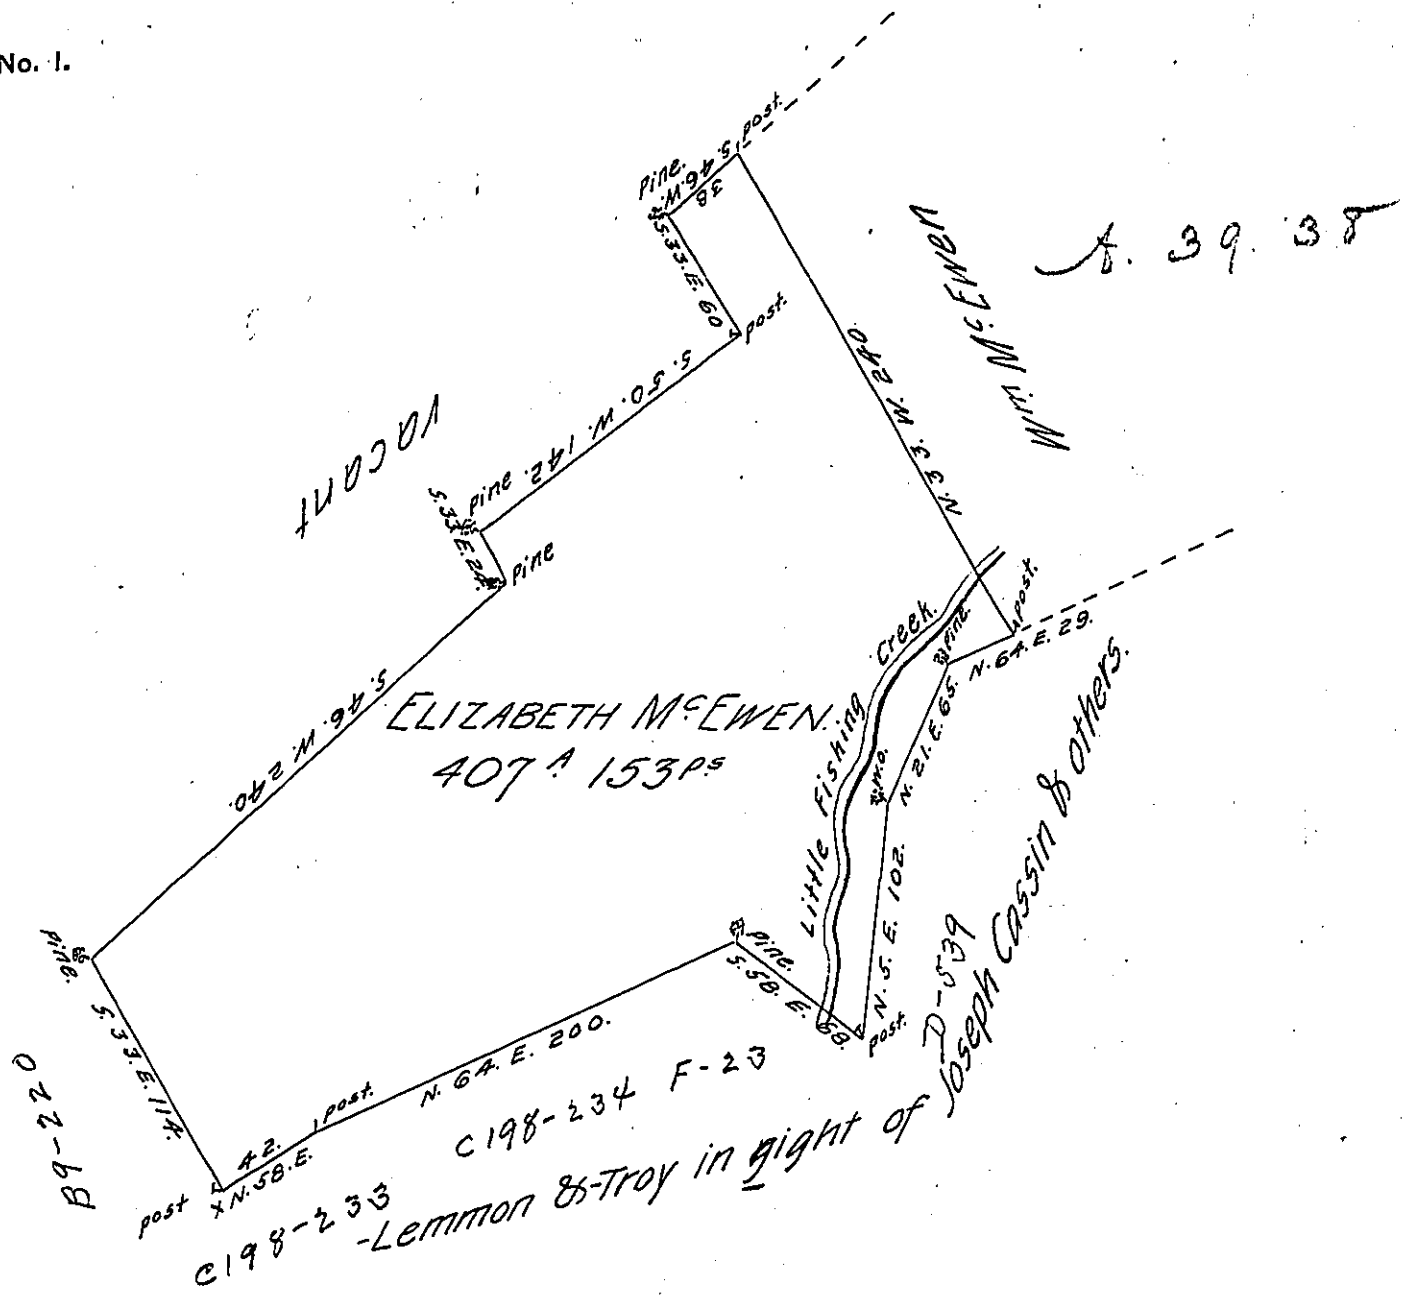 No. 1.
post.
Pine.
S. 46. W.
38
S. 33. E. 60
post.
Wm McEwen
A. 39. 38
N. 33. W. 240
S. 50. W. 142.
vacant
Pine
S. 33. E. 24.
Pine
S. 46. W. 240.
ELIZABETH McEWEN.
407 A 153 Ps
Little Fishing Creek.
post.
N. 64. E. 29.
Pine.
N. 21. E. 65.
W.O.
N. 5. E. 102.
post.
S. 58. E. 68.
Pine.
N. 64. E. 200.
post.
42.
N. 58. E.
post
S. 33. E. 114.
Pine.
B9-220
C198-233
C198-234 F-23
D-539
-Lemmon & Troy in right of Joseph Cassin & others.